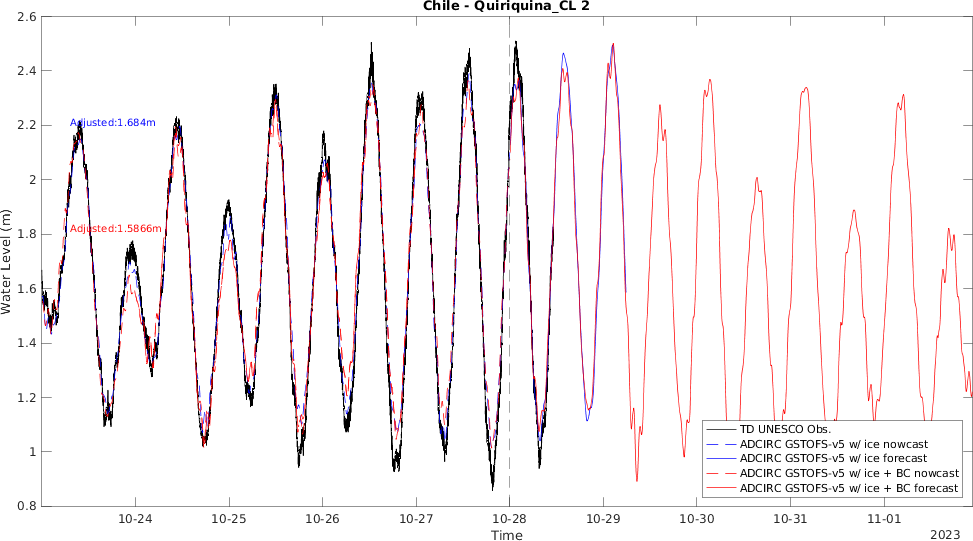 Chile - Quiriquina_CL 2
2.6
2.4
2.2
2
1.8
1.6
1.4
1.2
1
0.8
Water Level (m)
Adjusted:1.684m
Adjusted:1.5866m
TD UNESCO Obs.
ADCIRC GSTOFS-v5 w/ ice nowcast
ADCIRC GSTOFS-v5 w/ ice forecast
ADCIRC GSTOFS-v5 w/ ice + BC nowcast
ADCIRC GSTOFS-v5 w/ ice + BC forecast
10-24 10-25 10-26 10-27 10-28 10-29 10-30 10-31 11-01
Time
2023